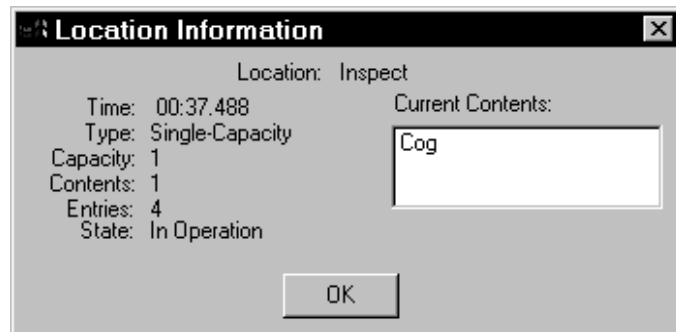 Location Information
Location: Inspect
Time: 00:37.488
Type: Single-Capacity
Capacity: 1
Contents: 1
Entries: 4
State: In Operation
Current Contents:
Cog
OK